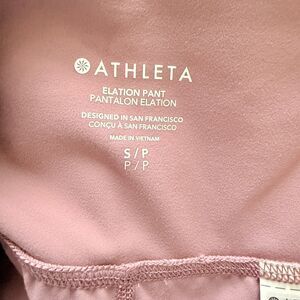 ATHLETA
ELATION PANT
PANTALON ELATION
DESIGNED IN SAN FRANCISCO
CONÇU À SAN FRANCISCO
MADE IN VIETNAM
S / P
P / P